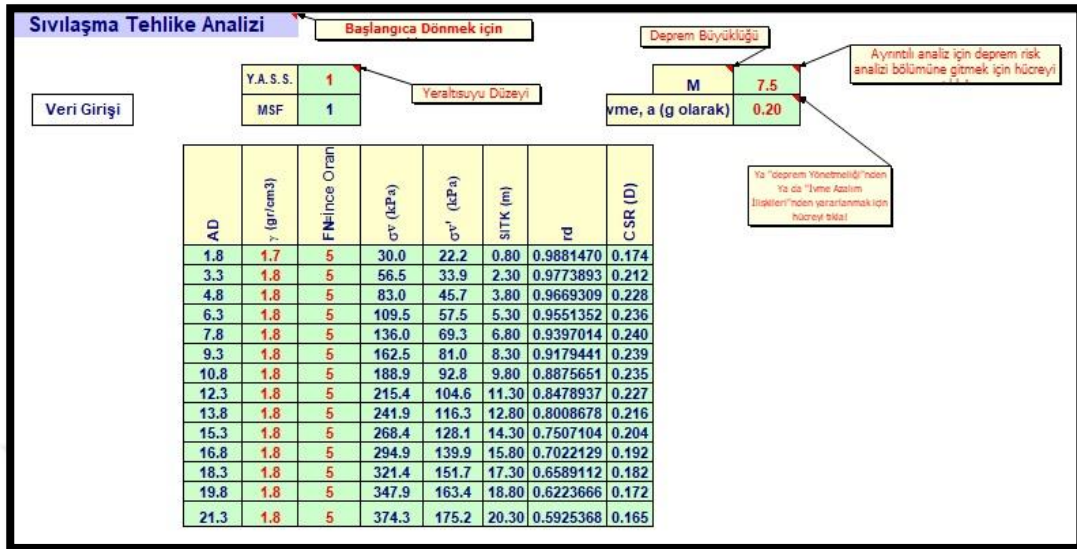 Sıvılaşma Tehlike Analizi
Başlangıca Dönmek için
Deprem Büyüklüğü
Ayrıntılı analiz için deprem risk
analizi bölümüne gitmek için hücreyi
Y.A.S.S. 1
Yeraltısuyu Düzeyi
M 7.5
Veri Girişi
MSF 1
vme, a (g olarak) 0.20
Ya "deprem Yönetmeliği"nden
Ya da "İvme Azalım
İlişkileri"nden yararlanmak için
hücreyi tıkla!
AD γ (gr/cm3) FN=İnce Oran σv (kPa) σv' (kPa) SITK (m) rd CSR (D)
1.8 1.7 5 30.0 22.2 0.80 0.9881470 0.174
3.3 1.8 5 56.5 33.9 2.30 0.9773893 0.212
4.8 1.8 5 83.0 45.7 3.80 0.9669309 0.228
6.3 1.8 5 109.5 57.5 5.30 0.9551352 0.236
7.8 1.8 5 136.0 69.3 6.80 0.9397014 0.240
9.3 1.8 5 162.5 81.0 8.30 0.9179441 0.239
10.8 1.8 5 188.9 92.8 9.80 0.8875651 0.235
12.3 1.8 5 215.4 104.6 11.30 0.8478937 0.227
13.8 1.8 5 241.9 116.3 12.80 0.8008678 0.216
15.3 1.8 5 268.4 128.1 14.30 0.7507104 0.204
16.8 1.8 5 294.9 139.9 15.80 0.7022129 0.192
18.3 1.8 5 321.4 151.7 17.30 0.6589112 0.182
19.8 1.8 5 347.9 163.4 18.80 0.6223666 0.172
21.3 1.8 5 374.3 175.2 20.30 0.5925368 0.165